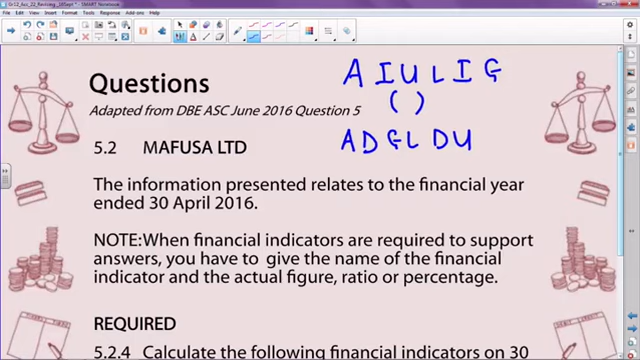 Gr12_Acc_22_Revising_16Sept * - SMART Notebook
File Edit View Insert Format Tools Add-ons Response Help
A I U L I G
Questions
( )
Adapted from DBE ASC June 2016 Question 5
A D G L D U
5.2 MAFUSA LTD
The information presented relates to the financial year
ended 30 April 2016.
NOTE:When financial indicators are required to support
answers, you have to give the name of the financial
indicator and the actual figure, ratio or percentage.
REQUIRED
5.2.4 Calculate the following financial indicators on 30